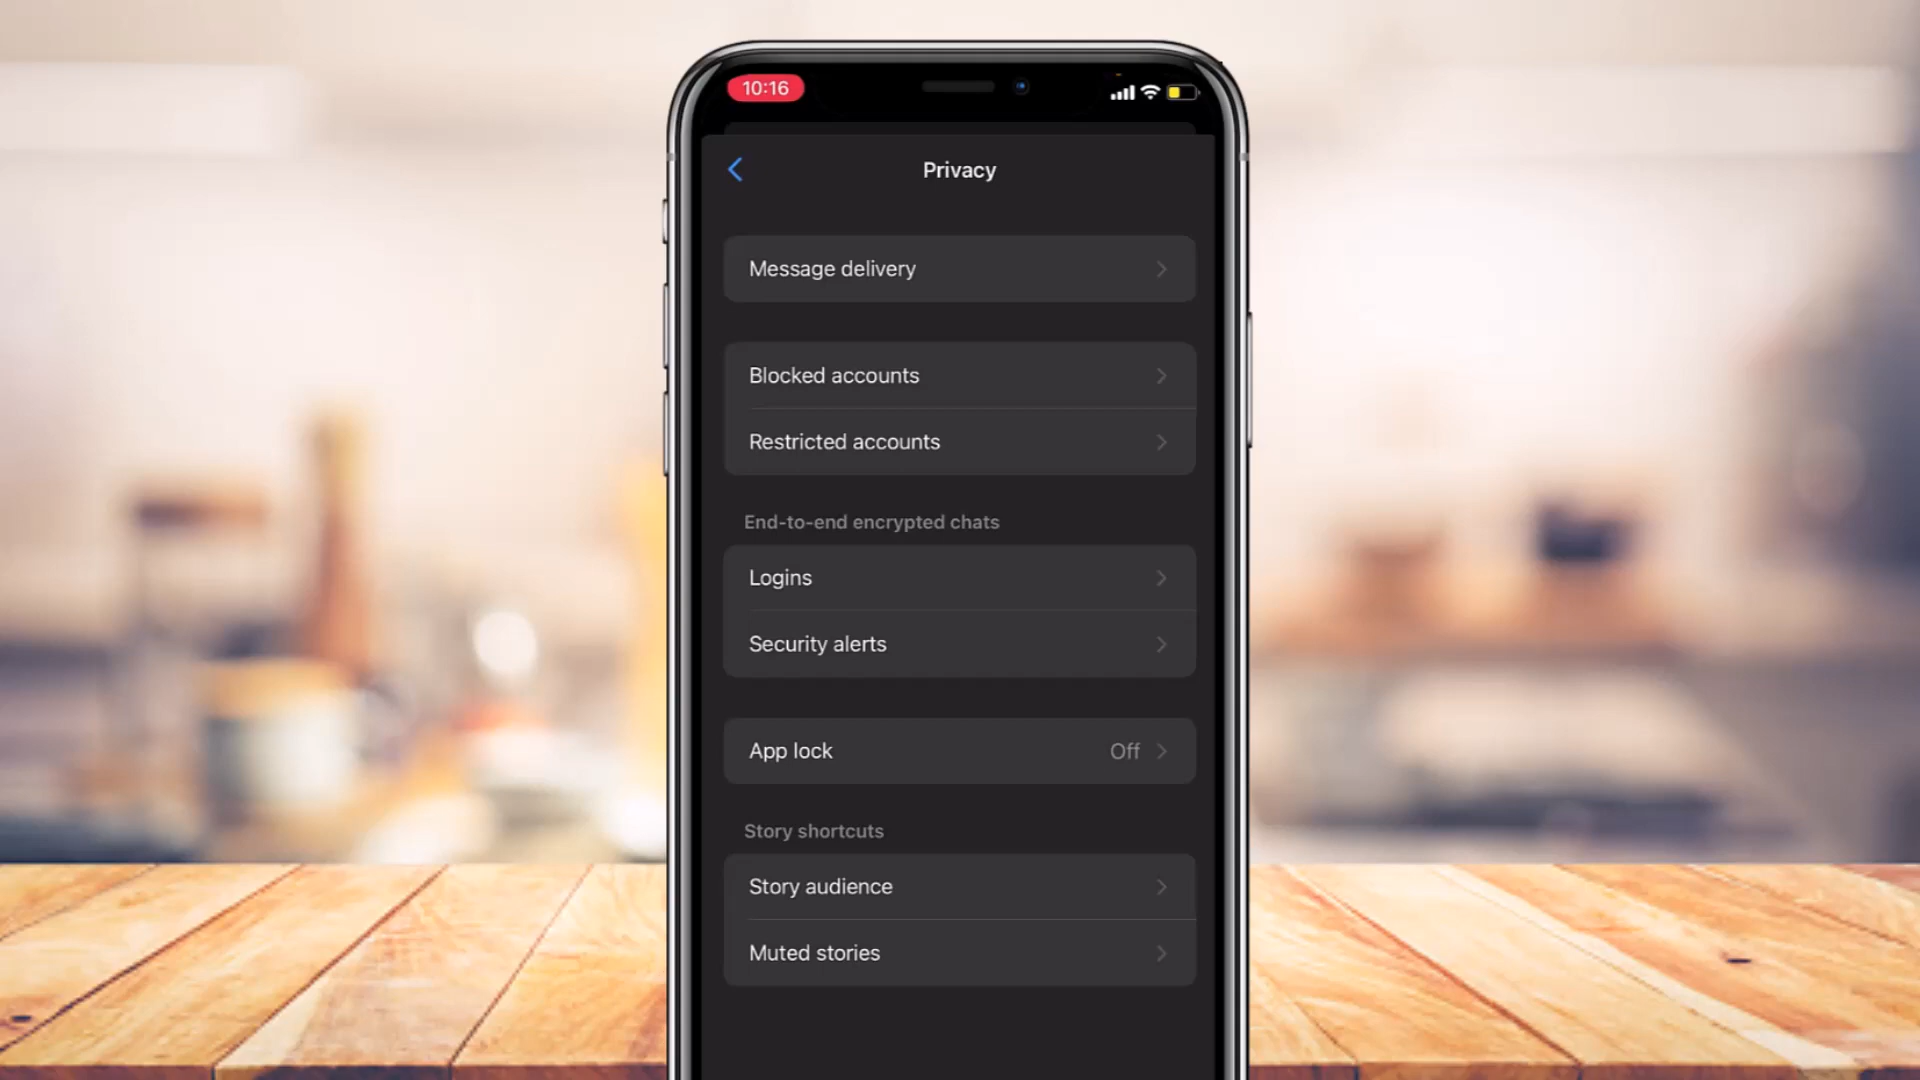 10:16
Privacy
Message delivery
Blocked accounts
Restricted accounts
End-to-end encrypted chats
Logins
Security alerts
App lock Off
Story shortcuts
Story audience
Muted stories